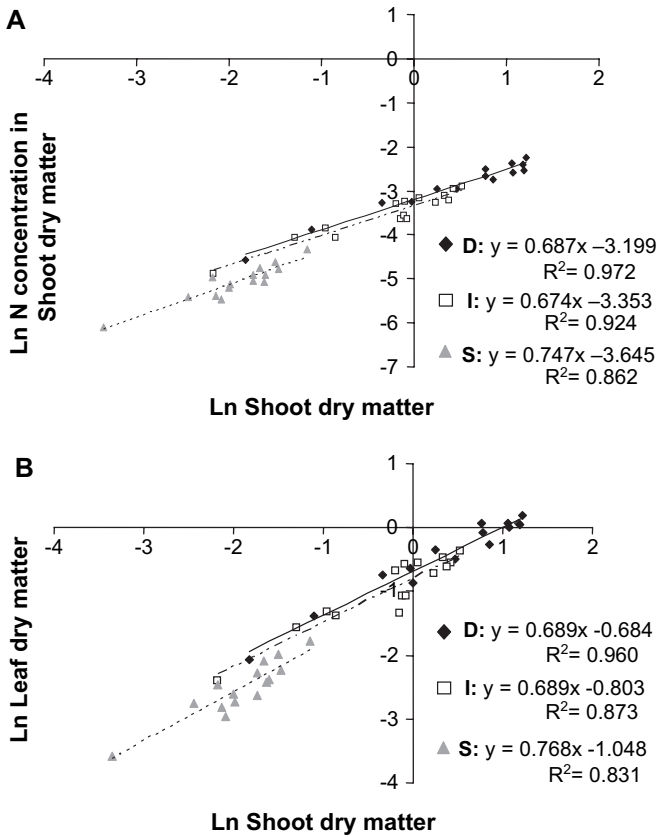 A
1
0
-4
-3
-2
-1
0
1
2
-1
-2
-3
-4
-5
-6
-7
Ln N concentration in
Shoot dry matter
D: y = 0.687x –3.199
R²= 0.972
I: y = 0.674x –3.353
R²= 0.924
S: y = 0.747x –3.645
R²= 0.862
Ln Shoot dry matter
B
1
0
-4
-3
-2
-1
0
1
2
-1
-2
-3
-4
Ln Leaf dry matter
D: y = 0.689x -0.684
R²= 0.960
I: y = 0.689x -0.803
R²= 0.873
S: y = 0.768x -1.048
R²= 0.831
Ln Shoot dry matter